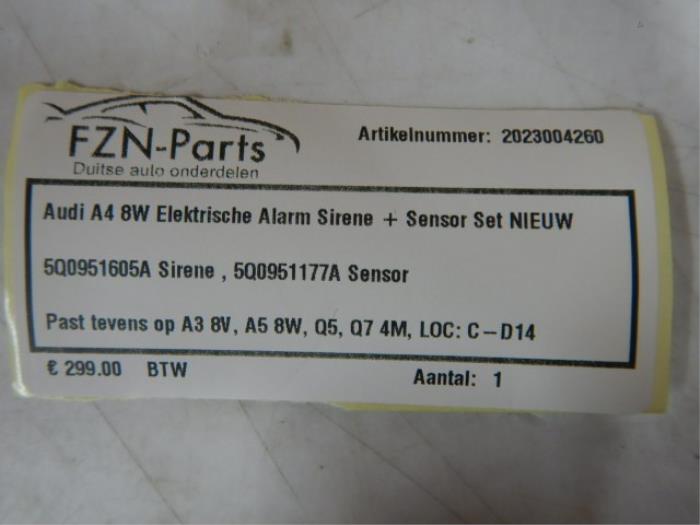 FZN-Parts
Duitse auto onderdelen
Artikelnummer: 2023004260
Audi A4 8W Elektrische Alarm Sirene + Sensor Set NIEUW
5Q0951605A Sirene , 5Q0951177A Sensor
Past tevens op A3 8V, A5 8W, Q5, Q7 4M, LOC: C-D14
€ 299.00 BTW
Aantal: 1